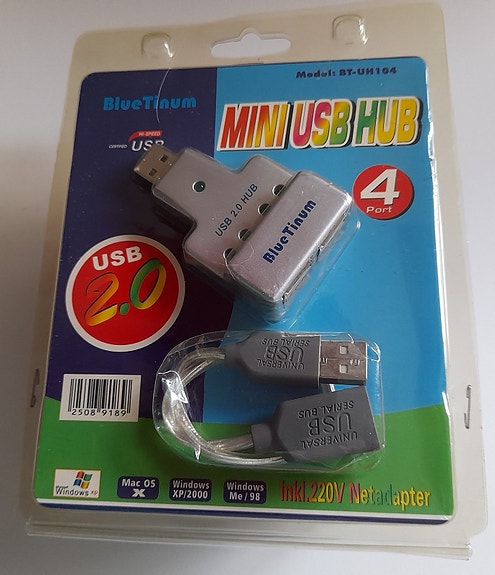 Model: BT-UH104
BlueTinum
MINI USB HUB
HI-SPEED
CERTIFIED USB
4
Port
USB 2.0 HUB
BlueTinum
USB
2.0
UNIVERSAL
USB
SERIAL BUS
UNIVERSAL
USB
SERIAL BUS
2508 9189
Microsoft
Windows xp
Mac OS
X
Windows
XP/2000
Windows
Me/98
Inkl.220V Netadapter